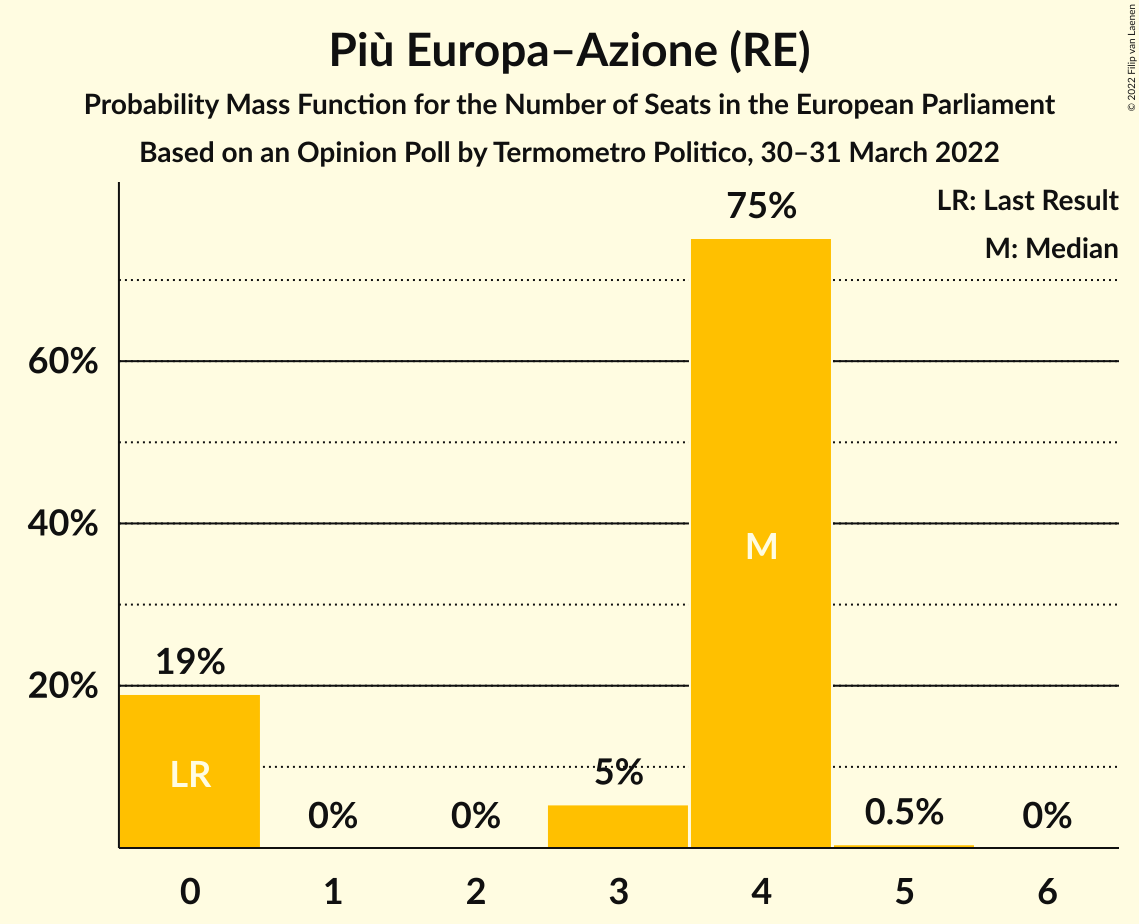 Più Europa–Azione (RE)
Probability Mass Function for the Number of Seats in the European Parliament
Based on an Opinion Poll by Termometro Politico, 30–31 March 2022
© 2022 Filip van Laenen
LR: Last Result
M: Median
75%
60%
40%
M
19%
20%
LR
5%
0%
0%
0.5%
0%
0 1 2 3 4 5 6